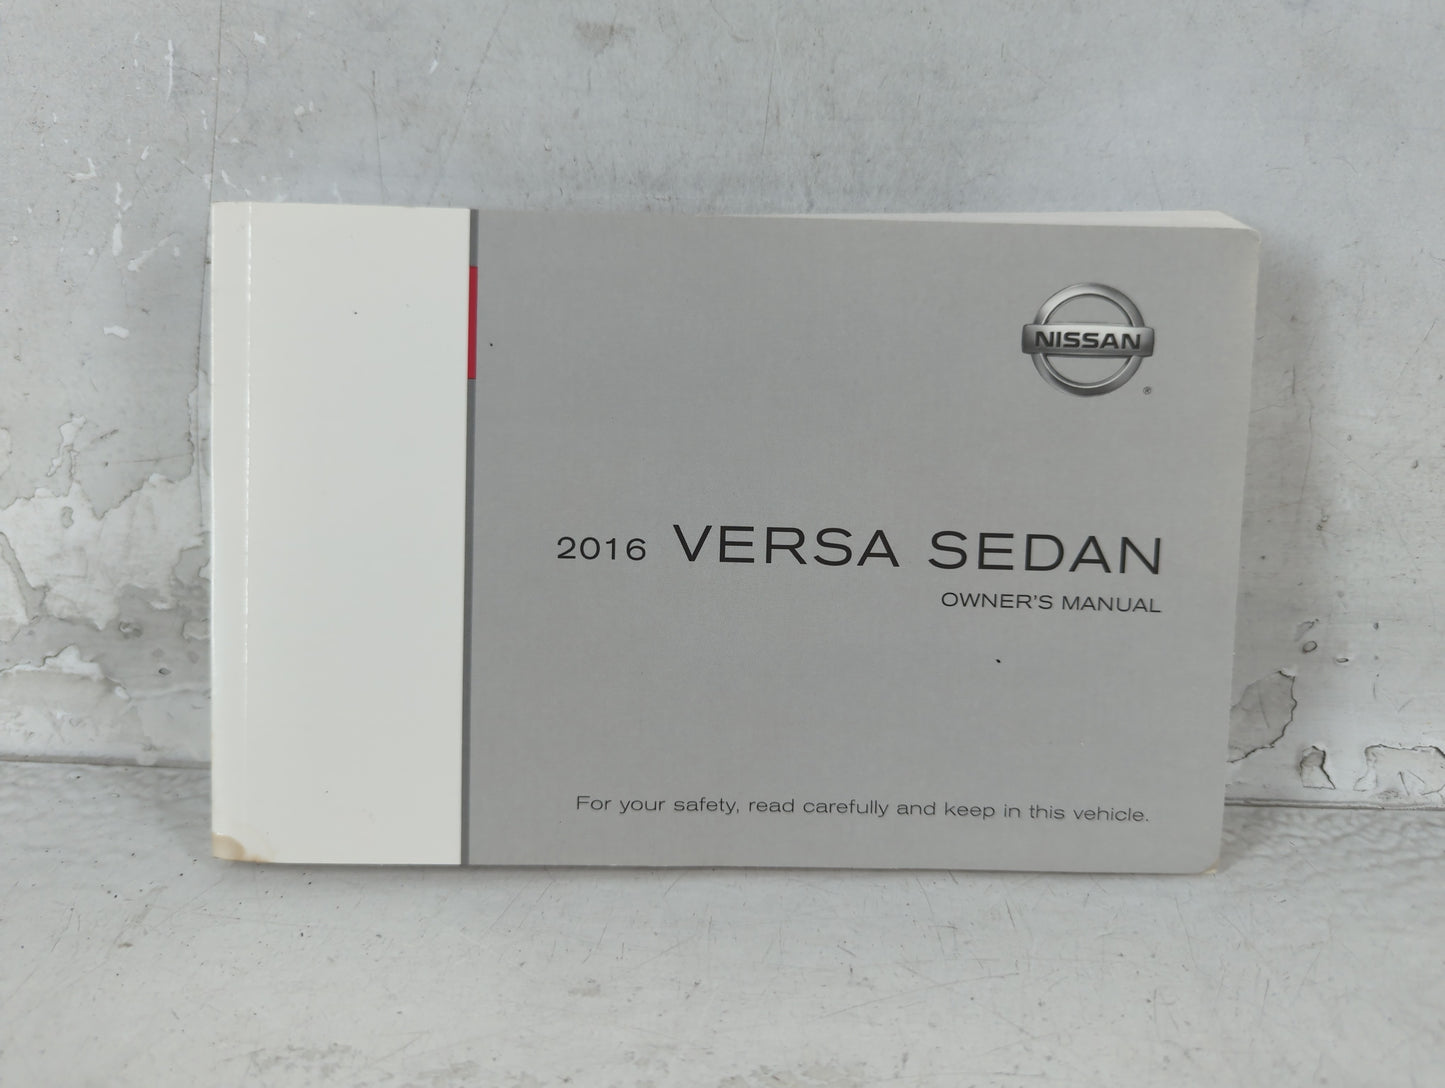 NISSAN
®
2016 VERSA SEDAN
OWNER'S MANUAL
For your safety, read carefully and keep in this vehicle.